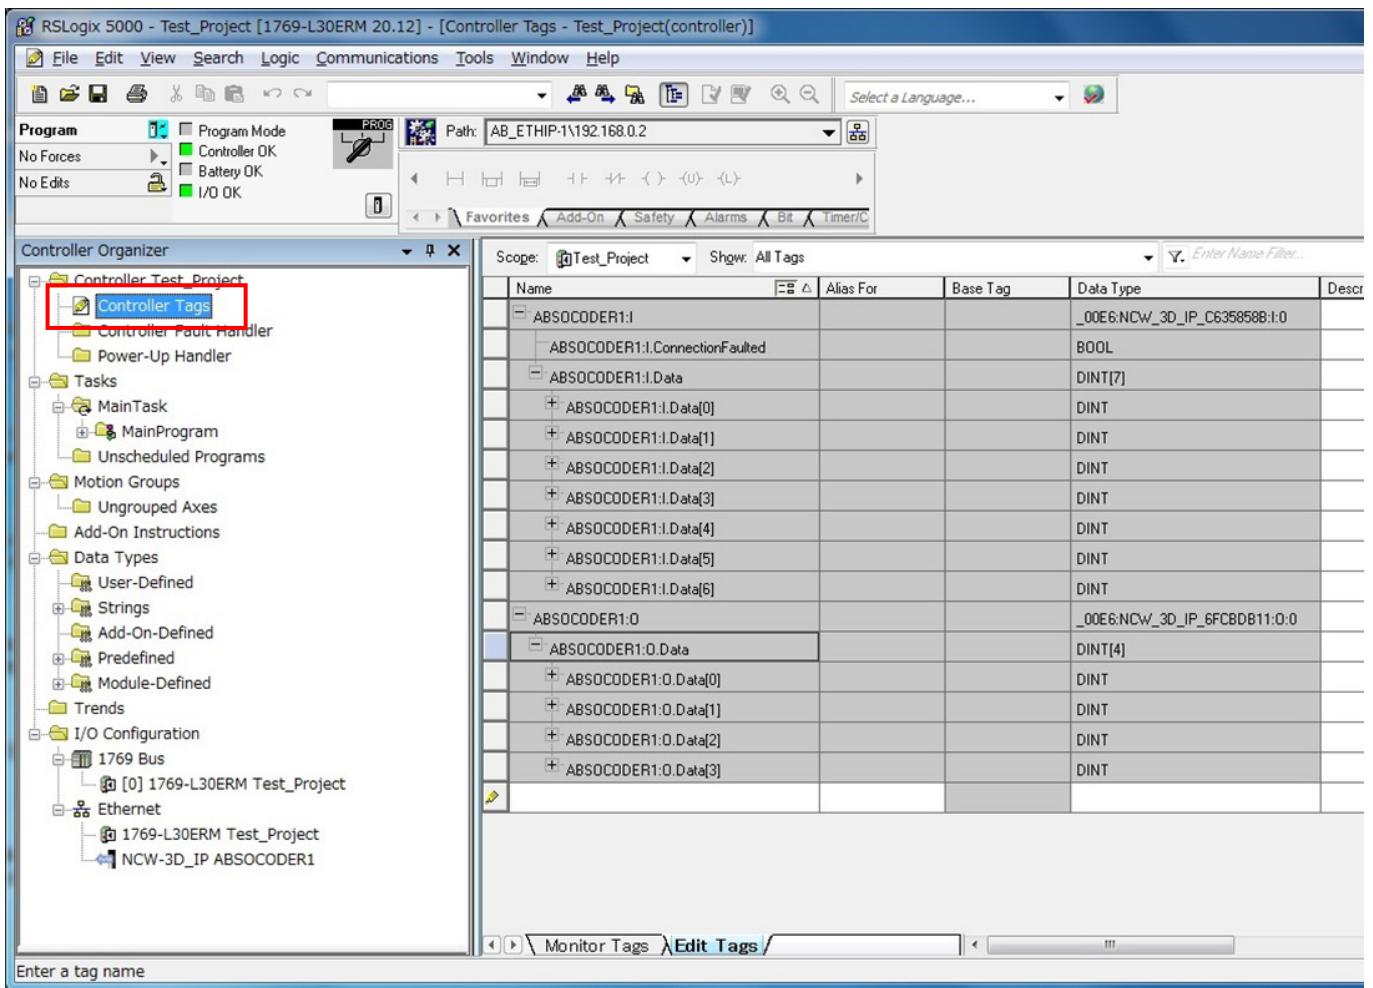 RSLogix 5000 - Test_Project [1769-L30ERM 20.12] - [Controller Tags - Test_Project(controller)]
File Edit View Search Logic Communications Tools Window Help
Select a Language...
Program
Program Mode
PROG
Path: AB_ETHIP-1\192.168.0.2
No Forces
Controller OK
Battery OK
No Edits
I/O OK
Favorites Add-On Safety Alarms Bit Timer/C
Controller Organizer
Controller Test_Project
Controller Tags
Controller Fault Handler
Power-Up Handler
Tasks
MainTask
MainProgram
Unscheduled Programs
Motion Groups
Ungrouped Axes
Add-On Instructions
Data Types
User-Defined
Strings
Add-On-Defined
Predefined
Module-Defined
Trends
I/O Configuration
1769 Bus
[0] 1769-L30ERM Test_Project
Ethernet
1769-L30ERM Test_Project
NCW-3D_IP ABSOCODER1
Scope: Test_Project Show: All Tags Enter Name Filter...
Name Alias For Base Tag Data Type Descr
ABSOCODER1:I _00E6:NCW_3D_IP_C635858B:I:0
ABSOCODER1:I.ConnectionFaulted BOOL
ABSOCODER1:I.Data DINT[7]
ABSOCODER1:I.Data[0] DINT
ABSOCODER1:I.Data[1] DINT
ABSOCODER1:I.Data[2] DINT
ABSOCODER1:I.Data[3] DINT
ABSOCODER1:I.Data[4] DINT
ABSOCODER1:I.Data[5] DINT
ABSOCODER1:I.Data[6] DINT
ABSOCODER1:O _00E6:NCW_3D_IP_6FCBDB11:O:0
ABSOCODER1:O.Data DINT[4]
ABSOCODER1:O.Data[0] DINT
ABSOCODER1:O.Data[1] DINT
ABSOCODER1:O.Data[2] DINT
ABSOCODER1:O.Data[3] DINT
Monitor Tags Edit Tags
Enter a tag name